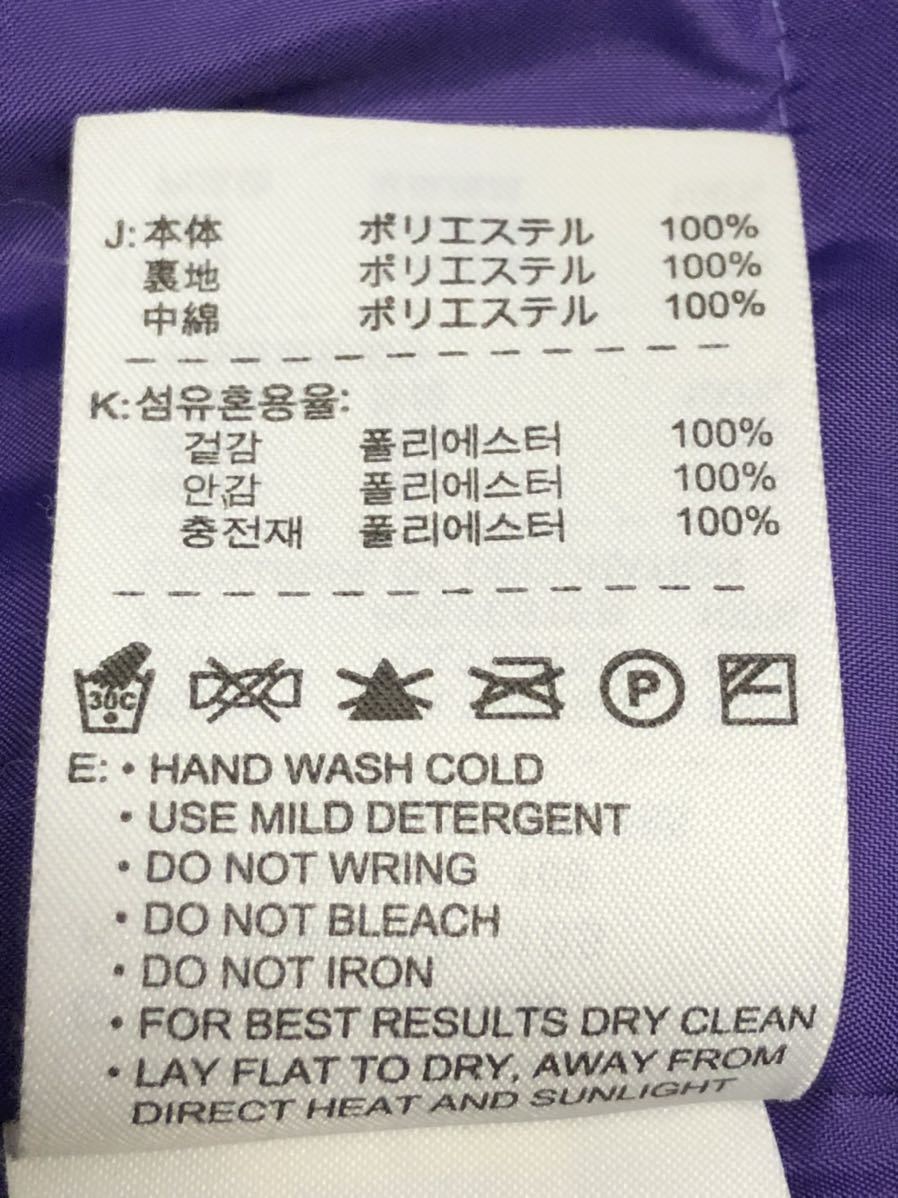 J:本体 ポリエステル 100%
裏地 ポリエステル 100%
中綿 ポリエステル 100%
K:섬유혼용율:
겉감 폴리에스터 100%
안감 폴리에스터 100%
충전재 폴리에스터 100%
30C P
E: • HAND WASH COLD
• USE MILD DETERGENT
• DO NOT WRING
• DO NOT BLEACH
• DO NOT IRON
• FOR BEST RESULTS DRY CLEAN
• LAY FLAT TO DRY, AWAY FROM
DIRECT HEAT AND SUNLIGHT